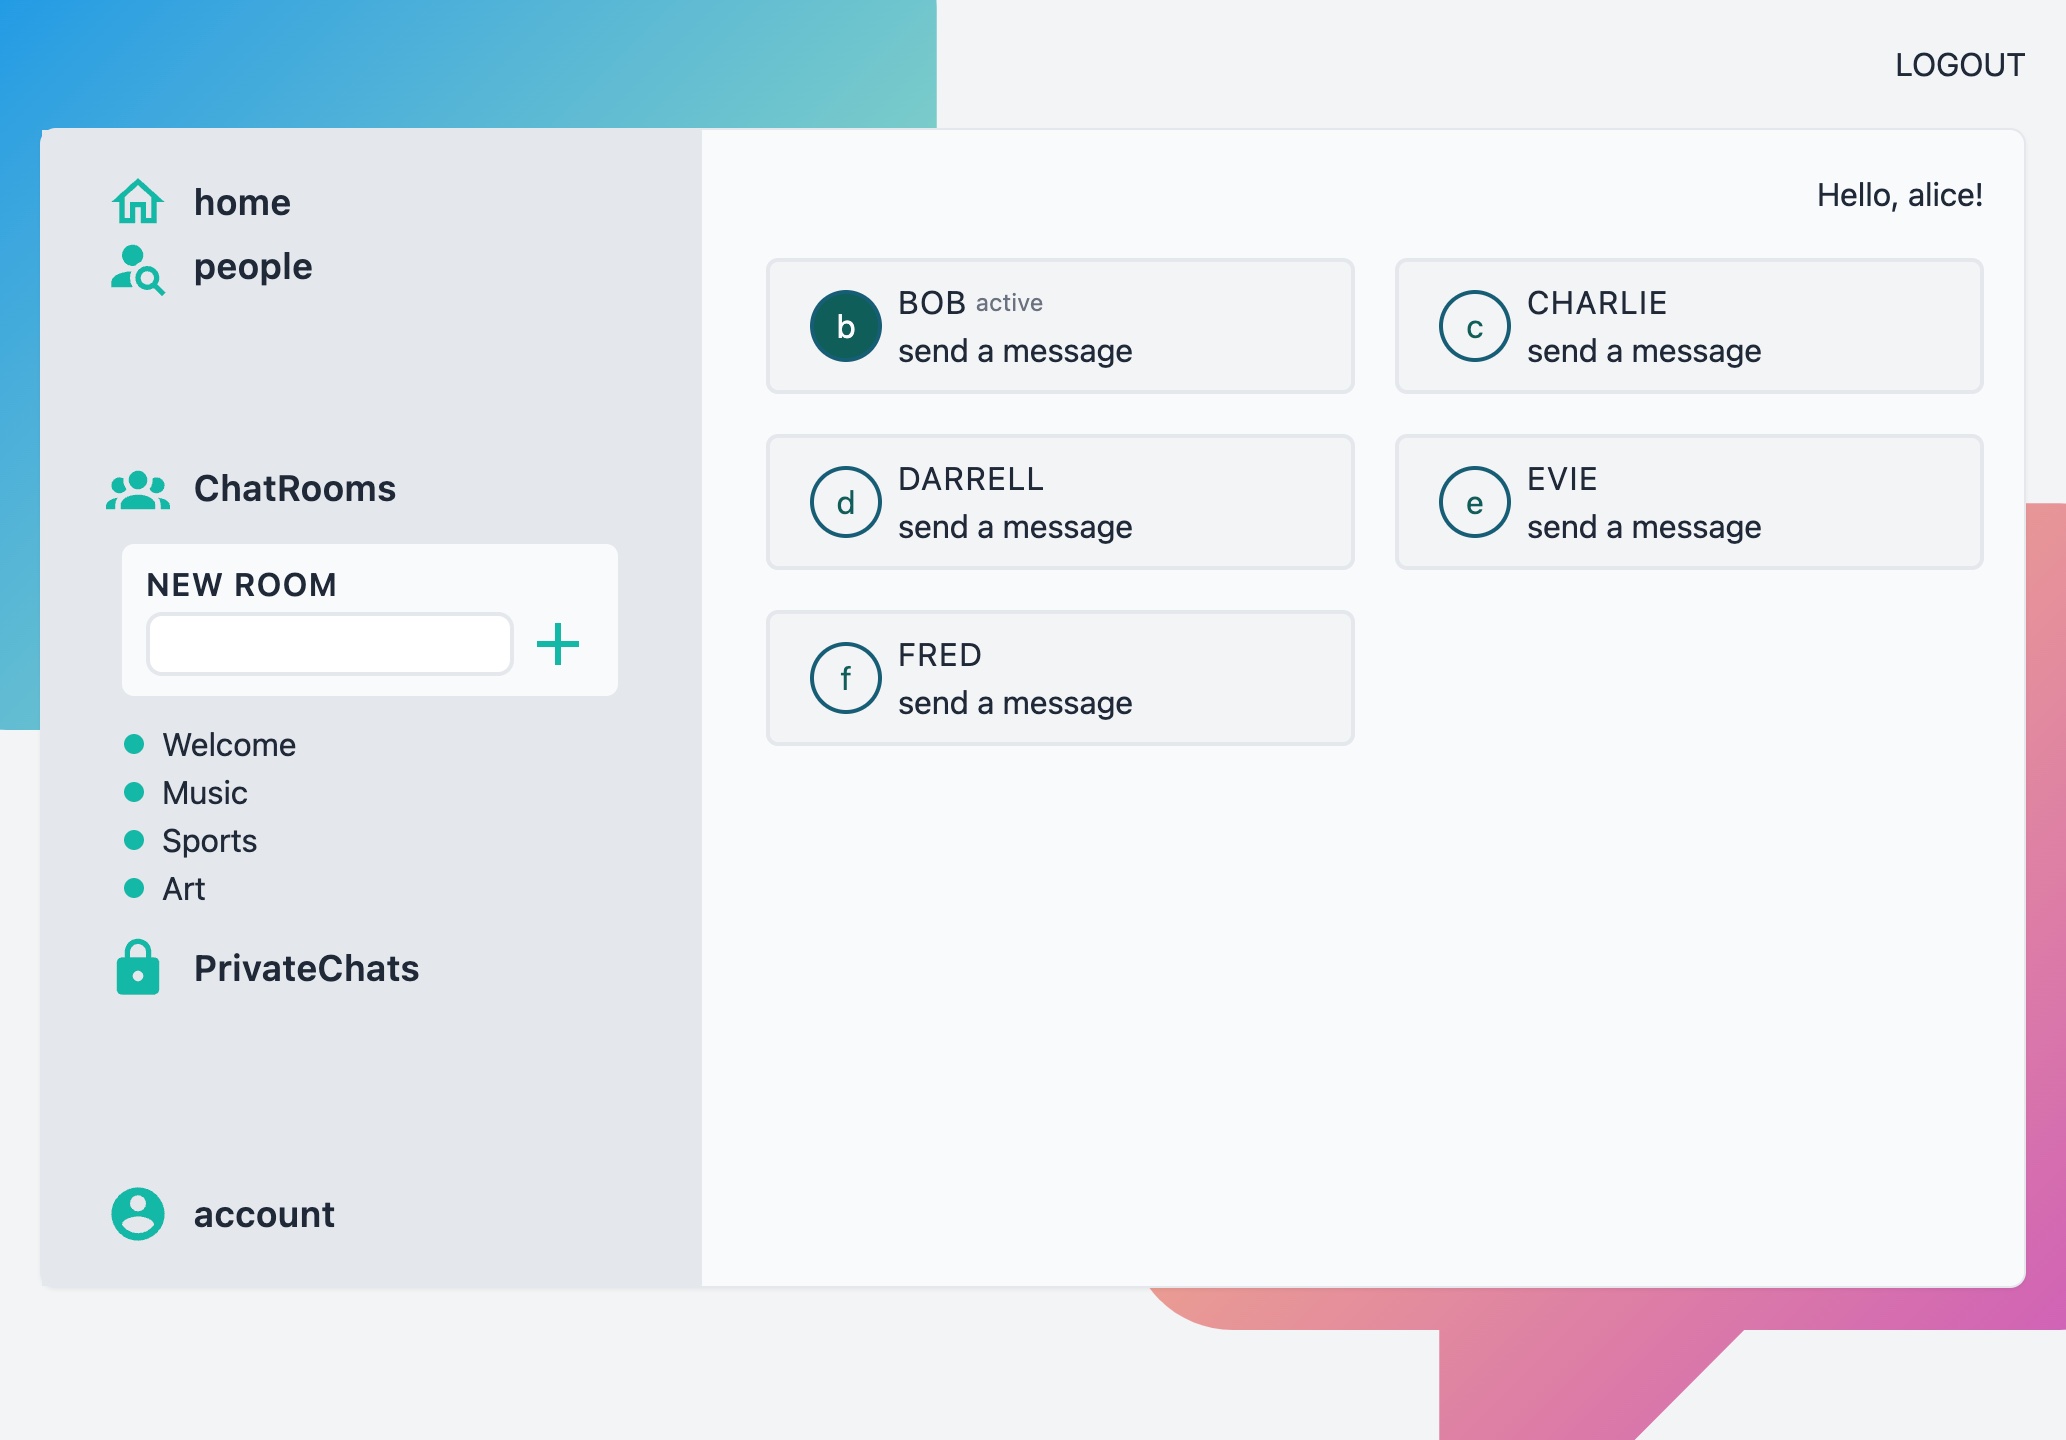 LOGOUT
home
people
ChatRooms
NEW ROOM
Welcome
Music
Sports
Art
PrivateChats
account
Hello, alice!
b
BOB active
send a message
c
CHARLIE
send a message
d
DARRELL
send a message
e
EVIE
send a message
f
FRED
send a message